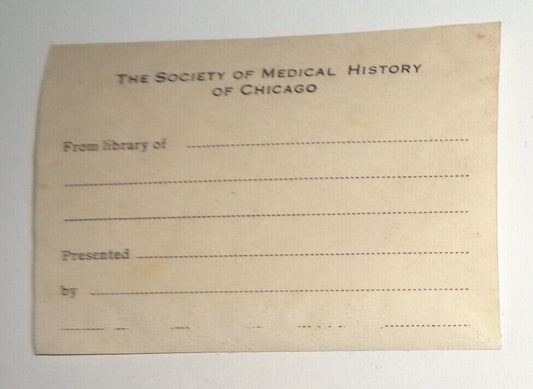 THE SOCIETY OF MEDICAL HISTORY
OF CHICAGO
From library of
Presented
by